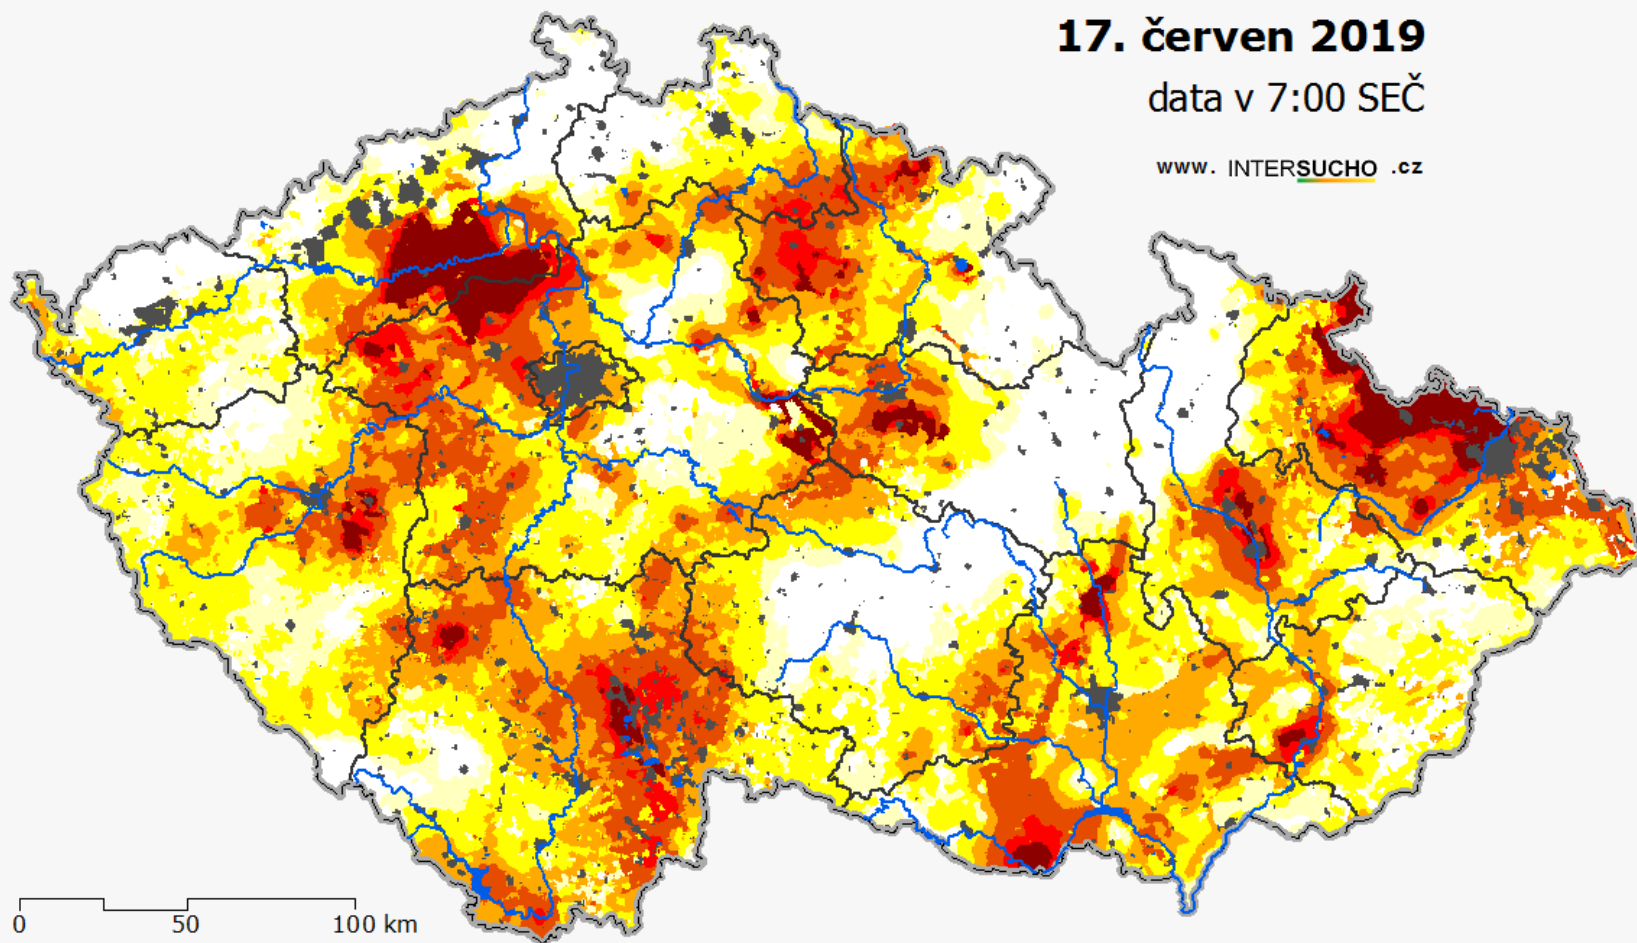 17. červen 2019
data v 7:00 SEČ
www. INTERSUCHO .cz
0 50 100 km